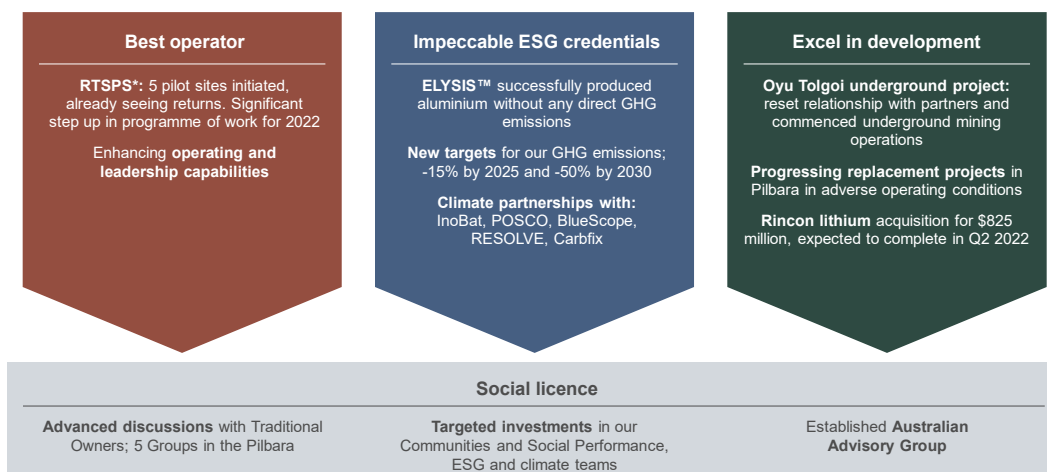 Best operator
RTSPS*: 5 pilot sites initiated,
already seeing returns. Significant
step up in programme of work for 2022
Enhancing operating and
leadership capabilities
Impeccable ESG credentials
ELYSIS™ successfully produced
aluminium without any direct GHG
emissions
New targets for our GHG emissions;
-15% by 2025 and -50% by 2030
Climate partnerships with:
InoBat, POSCO, BlueScope,
RESOLVE, Carbfix
Excel in development
Oyu Tolgoi underground project:
reset relationship with partners and
commenced underground mining
operations
Progressing replacement projects in
Pilbara in adverse operating conditions
Rincon lithium acquisition for $825
million, expected to complete in Q2 2022
Social licence
Advanced discussions with Traditional
Owners; 5 Groups in the Pilbara
Targeted investments in our
Communities and Social Performance,
ESG and climate teams
Established Australian
Advisory Group